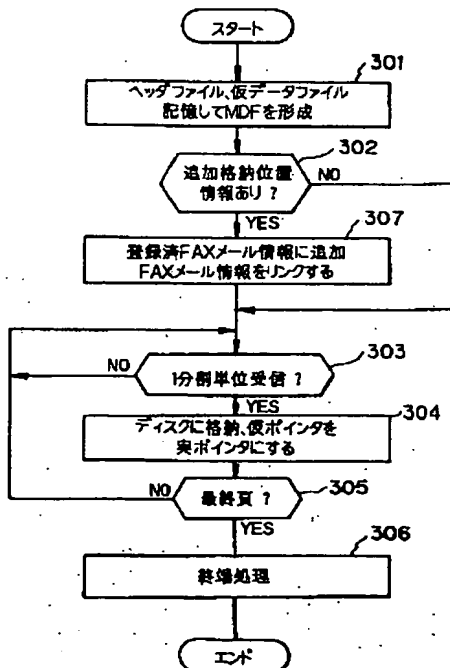 スタート
301
ヘッダファイル、仮データファイル
記憶してMDFを形成
302
追加格納位置
情報あり?
NO
YES
307
登録済FAXメール情報に追加
FAXメール情報をリンクする
303
NO
1分割単位受信?
YES
304
ディスクに格納、仮ポインタを
実ポインタにする
NO
305
最終頁?
YES
306
終端処理
エンド